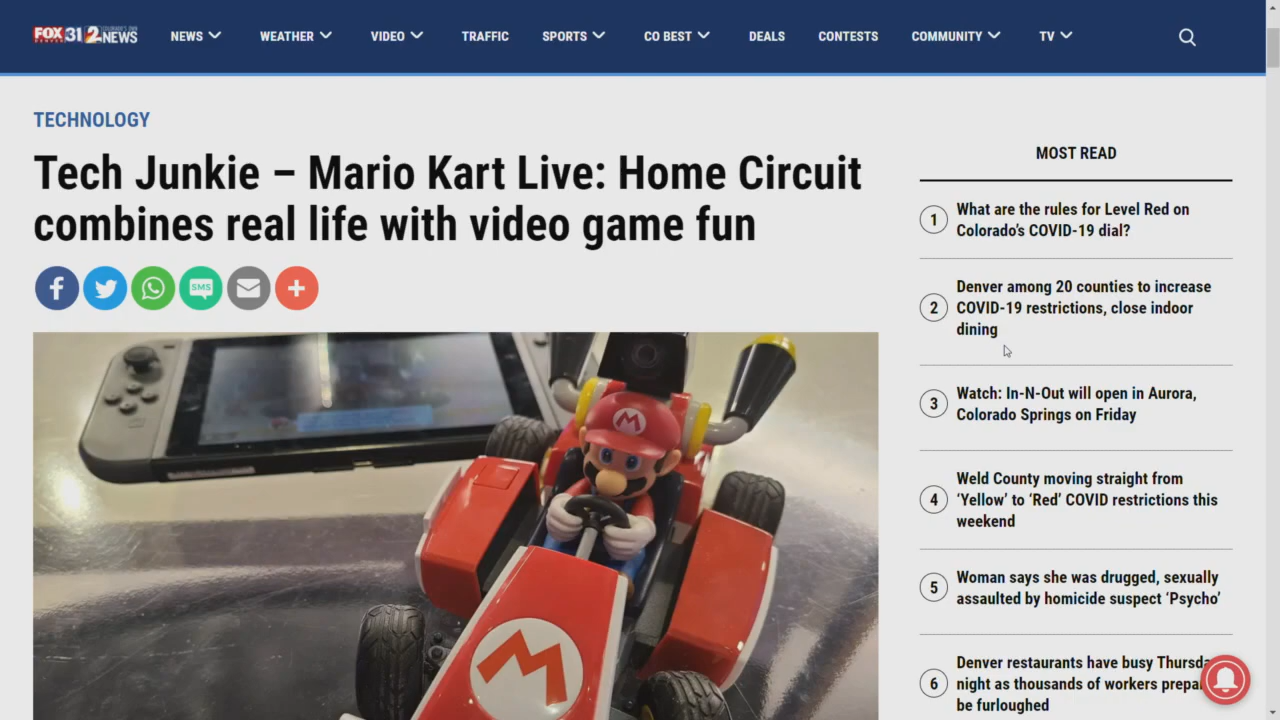 FOX 31 2 NEWS
NEWS
WEATHER
VIDEO
TRAFFIC
SPORTS
CO BEST
DEALS
CONTESTS
COMMUNITY
TV
TECHNOLOGY
Tech Junkie – Mario Kart Live: Home Circuit
combines real life with video game fun
SMS
M
M
MOST READ
1
What are the rules for Level Red on
Colorado's COVID-19 dial?
2
Denver among 20 counties to increase
COVID-19 restrictions, close indoor
dining
3
Watch: In-N-Out will open in Aurora,
Colorado Springs on Friday
4
Weld County moving straight from
‘Yellow’ to ‘Red’ COVID restrictions this
weekend
5
Woman says she was drugged, sexually
assaulted by homicide suspect ‘Psycho’
6
Denver restaurants have busy
night as thousands of workers
be furloughed